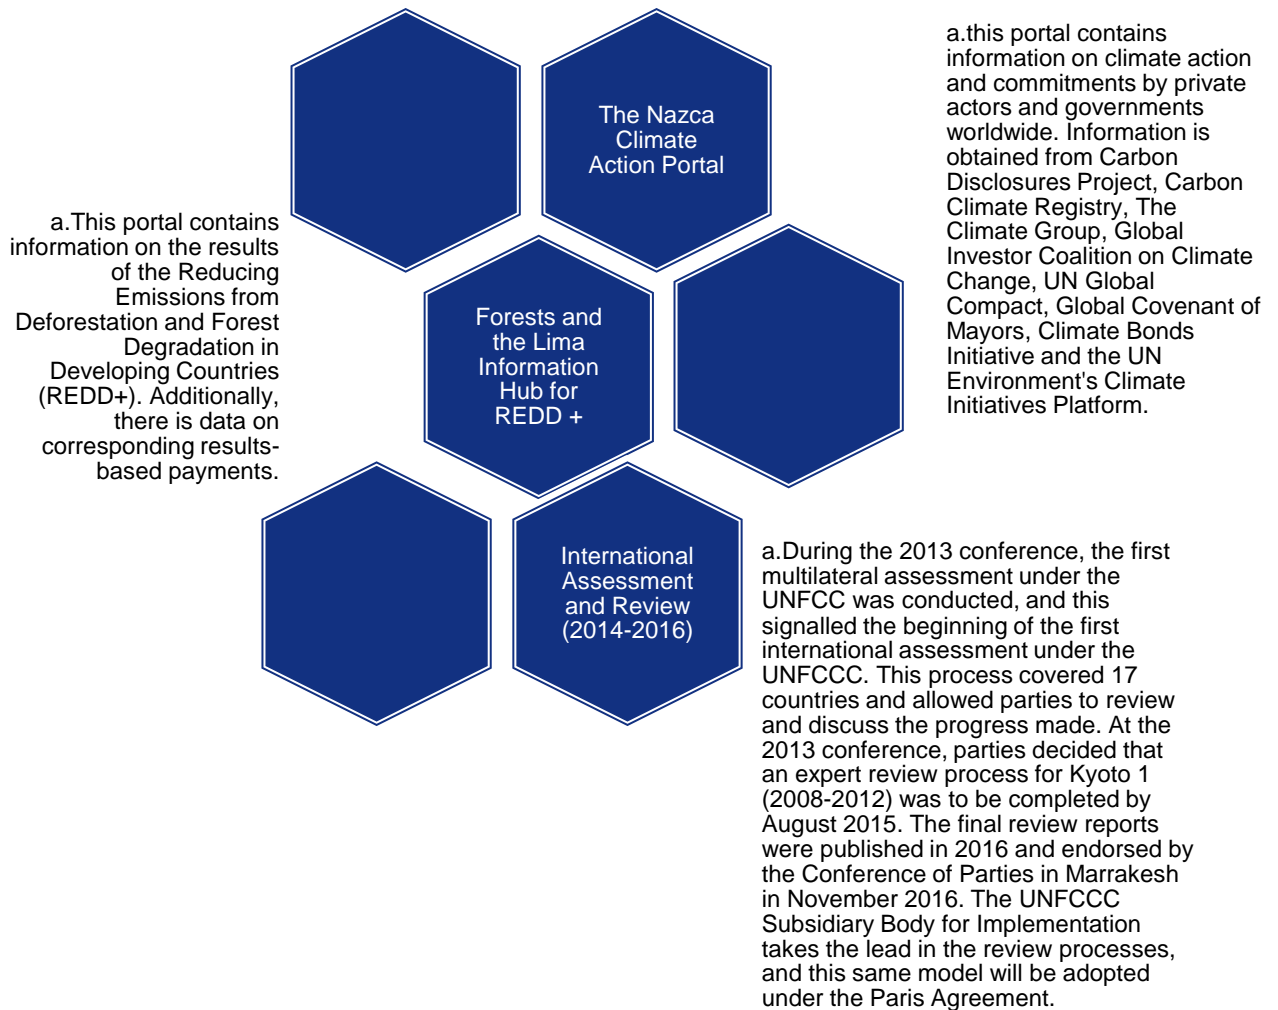 The Nazca
Climate
Action Portal
a.this portal contains
information on climate action
and commitments by private
actors and governments
worldwide. Information is
obtained from Carbon
Disclosures Project, Carbon
Climate Registry, The
Climate Group, Global
Investor Coalition on Climate
Change, UN Global
Compact, Global Covenant of
Mayors, Climate Bonds
Initiative and the UN
Environment's Climate
Initiatives Platform.
a.This portal contains
information on the results
of the Reducing
Emissions from
Deforestation and Forest
Degradation in
Developing Countries
(REDD+). Additionally,
there is data on
corresponding results-
based payments.
Forests and
the Lima
Information
Hub for
REDD +
International
Assessment
and Review
(2014-2016)
a.During the 2013 conference, the first
multilateral assessment under the
UNFCC was conducted, and this
signalled the beginning of the first
international assessment under the
UNFCCC. This process covered 17
countries and allowed parties to review
and discuss the progress made. At the
2013 conference, parties decided that
an expert review process for Kyoto 1
(2008-2012) was to be completed by
August 2015. The final review reports
were published in 2016 and endorsed by
the Conference of Parties in Marrakesh
in November 2016. The UNFCCC
Subsidiary Body for Implementation
takes the lead in the review processes,
and this same model will be adopted
under the Paris Agreement.